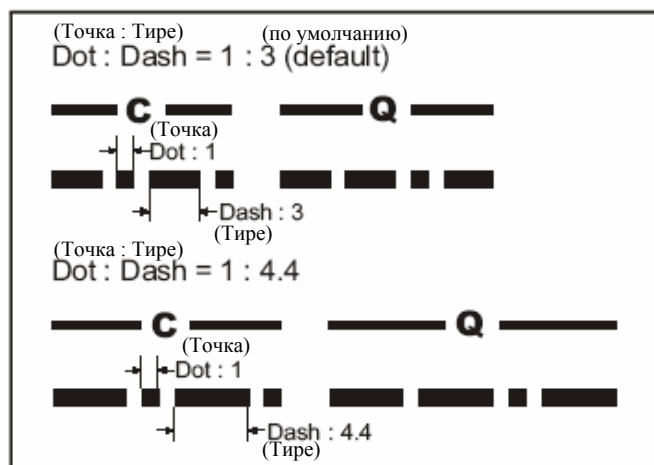 (Точка : Тире) (по умолчанию)
Dot : Dash = 1 : 3 (default)
C Q
(Точка)
Dot : 1
Dash : 3
(Тире)
(Точка : Тире)
Dot : Dash = 1 : 4.4
C Q
(Точка)
Dot : 1
Dash : 4.4
(Тире)